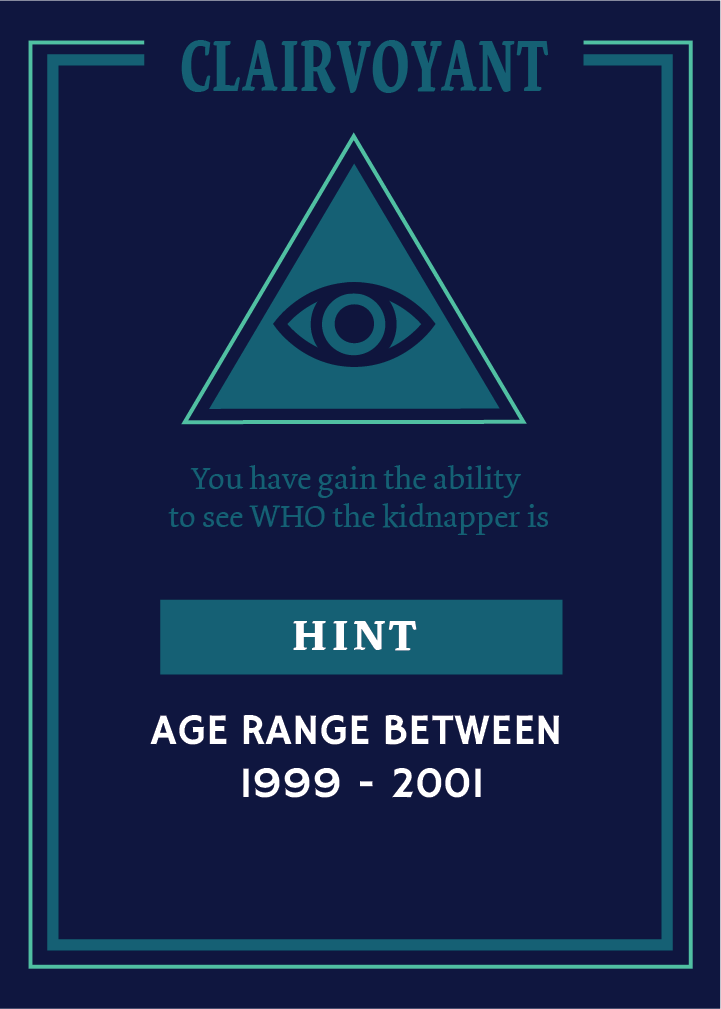 CLAIRVOYANT
You have gain the ability
to see WHO the kidnapper is
HINT
AGE RANGE BETWEEN
1999 - 2001